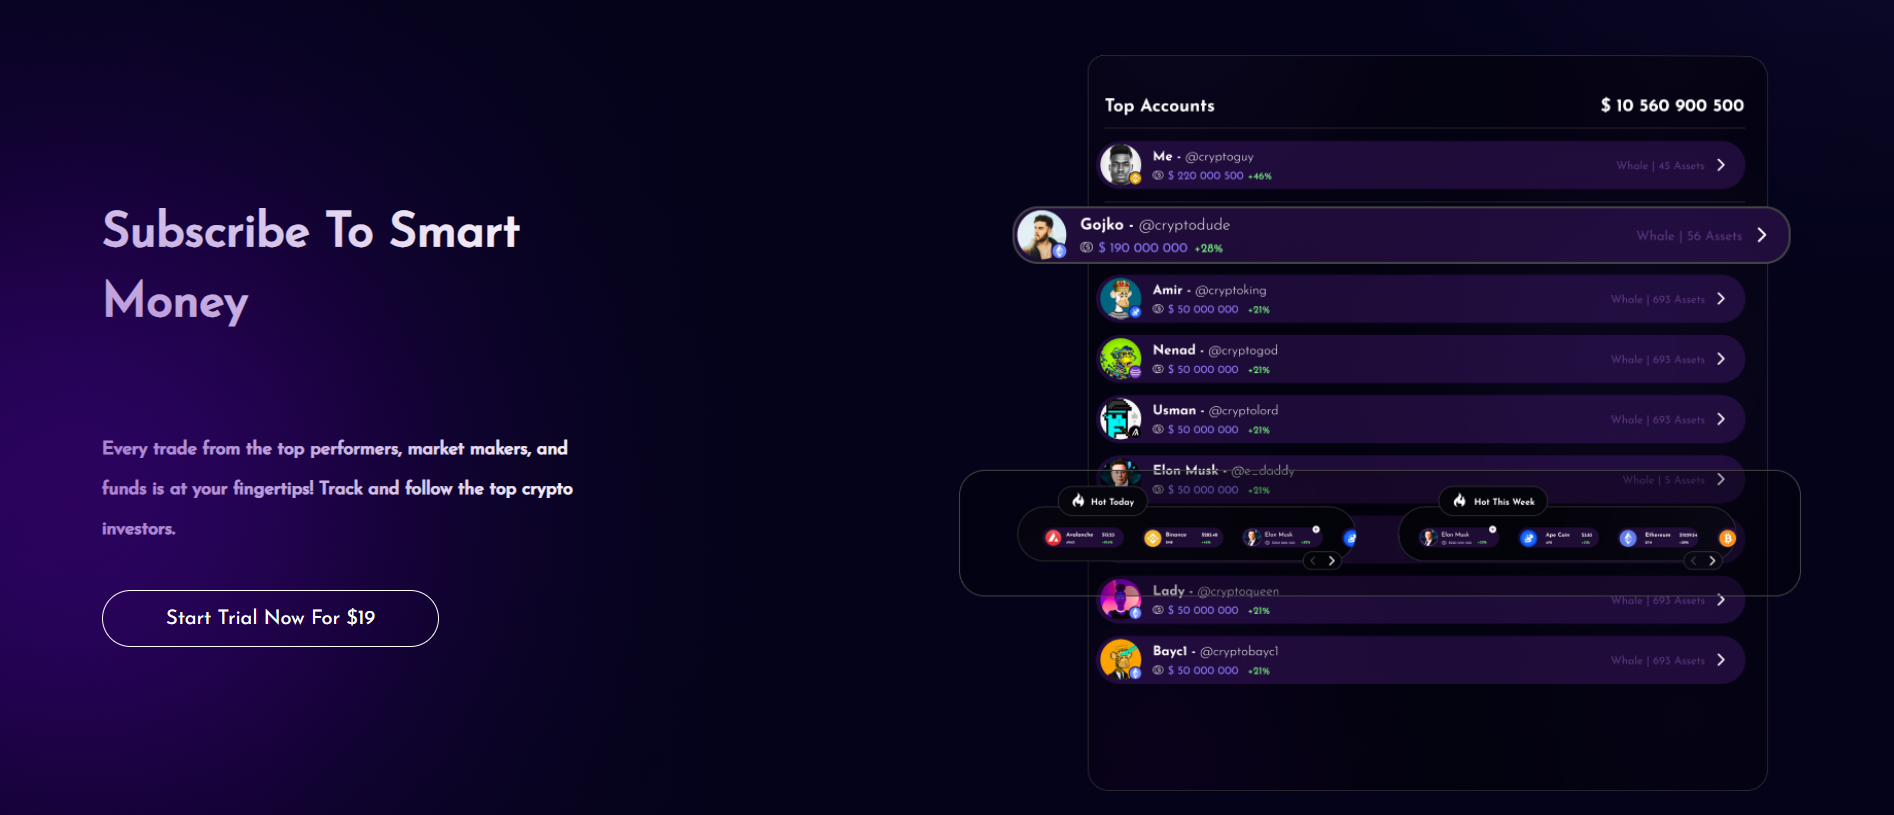 Subscribe To Smart
Money
Every trade from the top performers, market makers, and
funds is at your fingertips! Track and follow the top crypto
investors.
Start Trial Now For $19
Top Accounts
$ 10 560 900 500
Me - @cryptoguy
$ 220 000 500 +46%
Whale | 45 Assets
Gojko - @cryptodude
$ 190 000 000 +28%
Whale | 56 Assets
Amir - @cryptoking
$ 50 000 000 +21%
Whale | 693 Assets
Nenad - @cryptogod
$ 50 000 000 +21%
Whale | 693 Assets
Usman - @cryptolord
$ 50 000 000 +21%
Whale | 693 Assets
Elon Musk - @e_daddy
$ 50 000 000 +21%
Whale | 5 Assets
Hot Today
Avalanche
Binance
Elon Musk
Hot This Week
Elon Musk
Ape Coin
Ethereum
Lady - @cryptoqueen
$ 50 000 000 +21%
Whale | 693 Assets
Bayc1 - @cryptobayc1
$ 50 000 000 +21%
Whale | 693 Assets